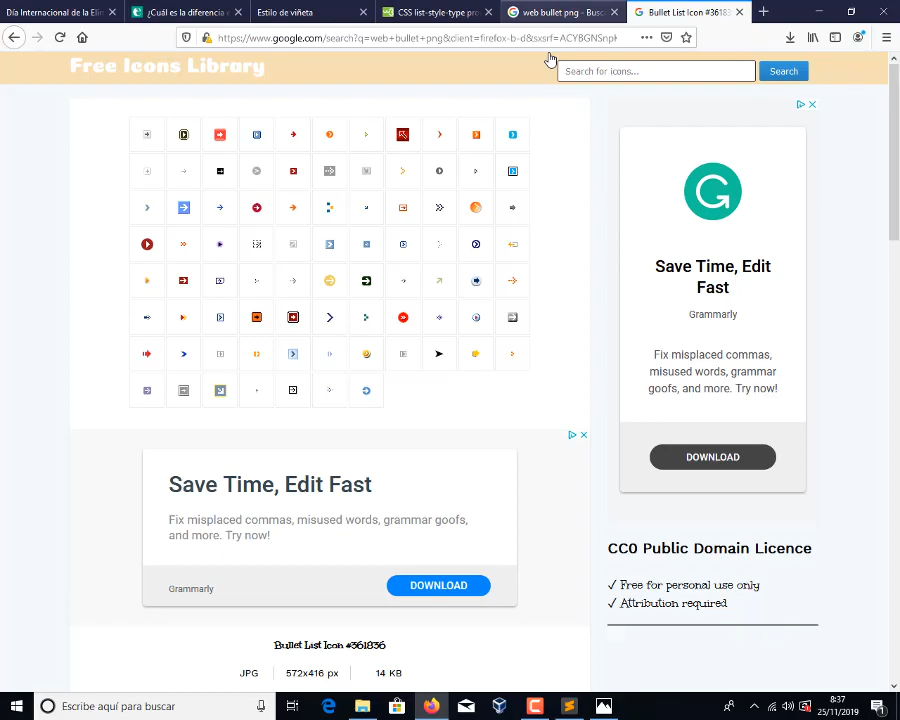 Día Internacional de la Elim
¿Cuál es la diferencia e
Estilo de viñeta
CSS list-style-type pro
web bullet png - Busc
Bullet List Icon #3618
https://www.google.com/search?q=web+bullet+png&client=firefox-b-d&sxsrf=ACYBGNSnpl
Free Icons Library
Search for icons...
Search
Save Time, Edit
Fast
Grammarly
Fix misplaced commas,
misused words, grammar
goofs, and more. Try now!
DOWNLOAD
Save Time, Edit Fast
Fix misplaced commas, misused words, grammar goofs,
and more. Try now!
Grammarly
DOWNLOAD
CC0 Public Domain Licence
✓ Free for personal use only
✓ Attribution required
Bullet List Icon #361836
JPG
572x416 px
14 KB
Escribe aquí para buscar
8:37
25/11/2019
1